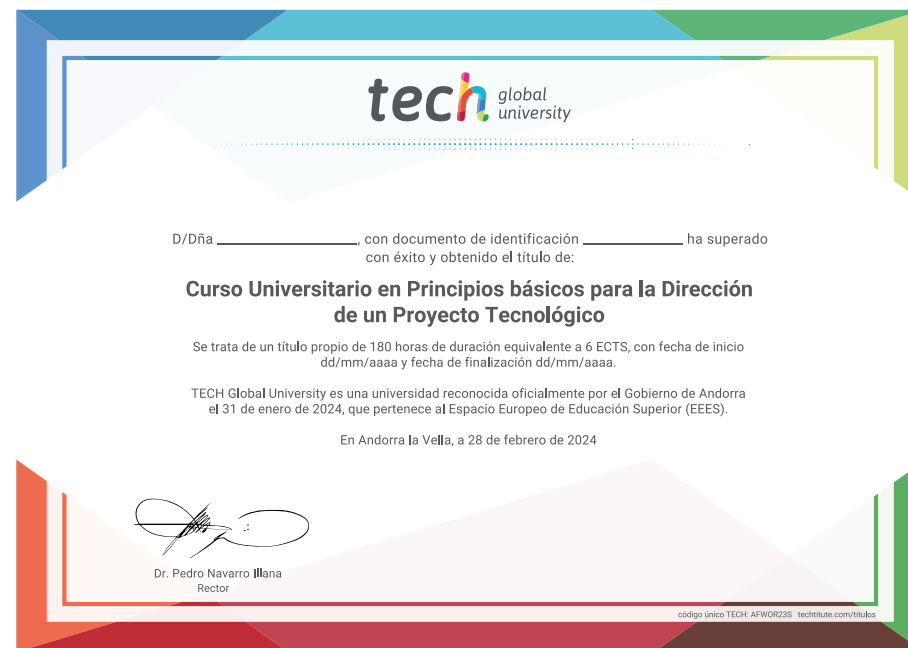 tech global university
D/Dña ____________, con documento de identificación ____________ ha superado
con éxito y obtenido el título de:
Curso Universitario en Principios básicos para la Dirección
de un Proyecto Tecnológico
Se trata de un título propio de 180 horas de duración equivalente a 6 ECTS, con fecha de inicio
dd/mm/aaaa y fecha de finalización dd/mm/aaaa.
TECH Global University es una universidad reconocida oficialmente por el Gobierno de Andorra
el 31 de enero de 2024, que pertenece al Espacio Europeo de Educación Superior (EEES).
En Andorra la Vella, a 28 de febrero de 2024
Dr. Pedro Navarro Illana
Rector
código único TECH: AFWOR23S techtitute.com/titulos